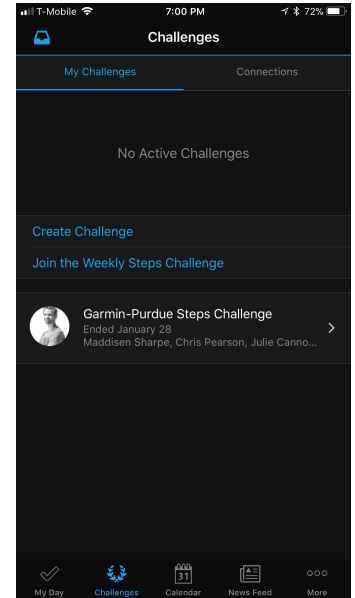 T-Mobile 7:00 PM 72%
Challenges
My Challenges Connections
No Active Challenges
Create Challenge
Join the Weekly Steps Challenge
Garmin-Purdue Steps Challenge
Ended January 28
Maddisen Sharpe, Chris Pearson, Julie Canno...
31
My Day Challenges Calendar News Feed More